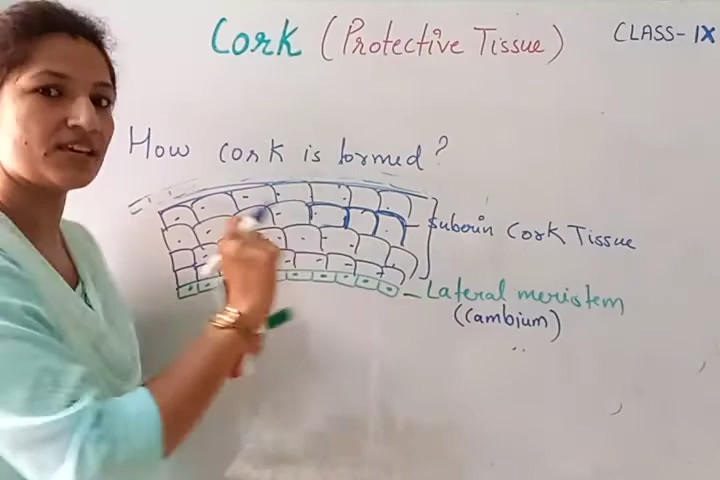 Cork (Protective Tissue)
CLASS-IX
How cork is formed?
Suberin Cork Tissue
Lateral meristem
(Cambium)